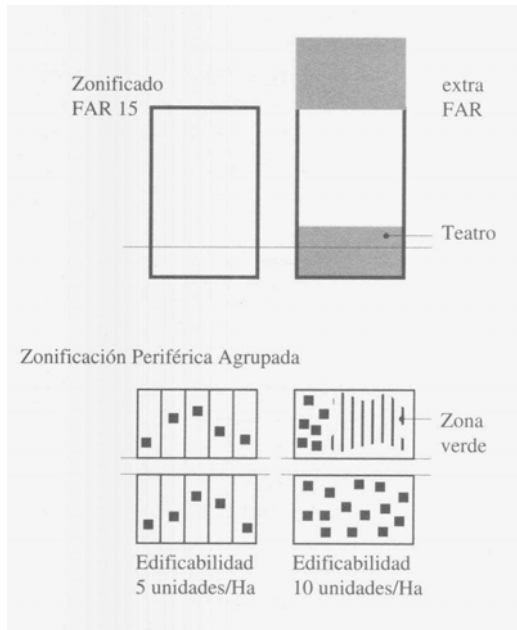 Zonificado
FAR 15
extra
FAR
Teatro
Zonificación Periférica Agrupada
Zona
verde
Edificabilidad
5 unidades/Ha
Edificabilidad
10 unidades/Ha